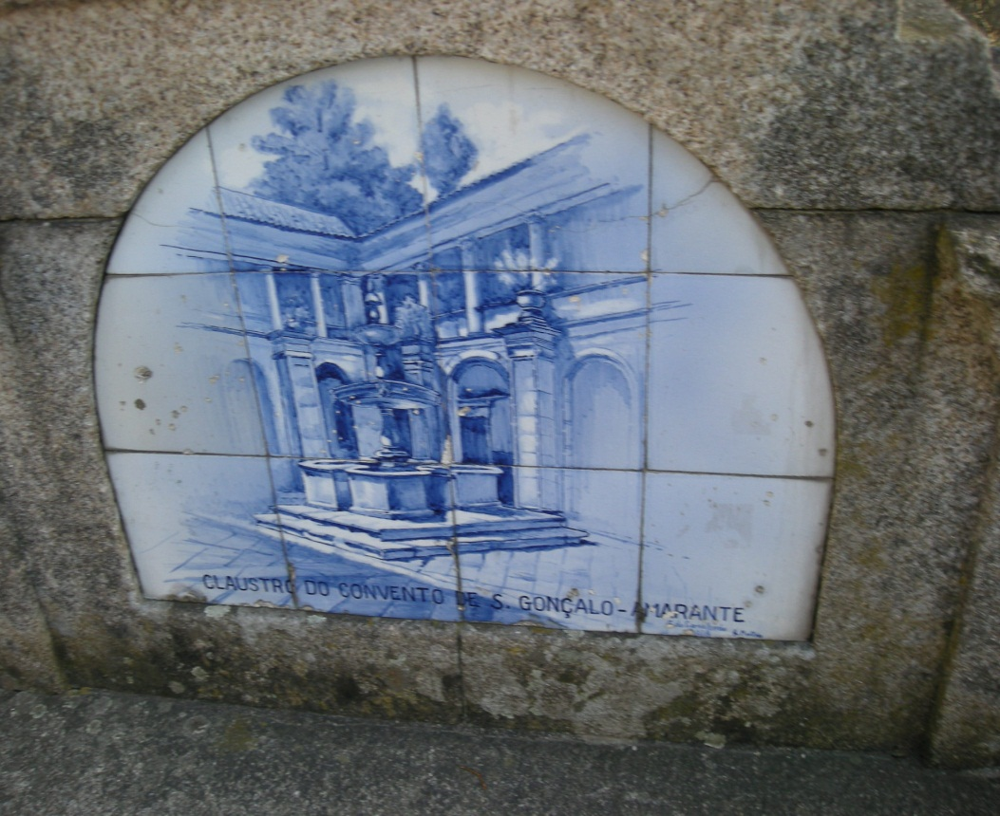 CLAUSTRO DO CONVENTO DE S. GONÇALO - AMARANTE